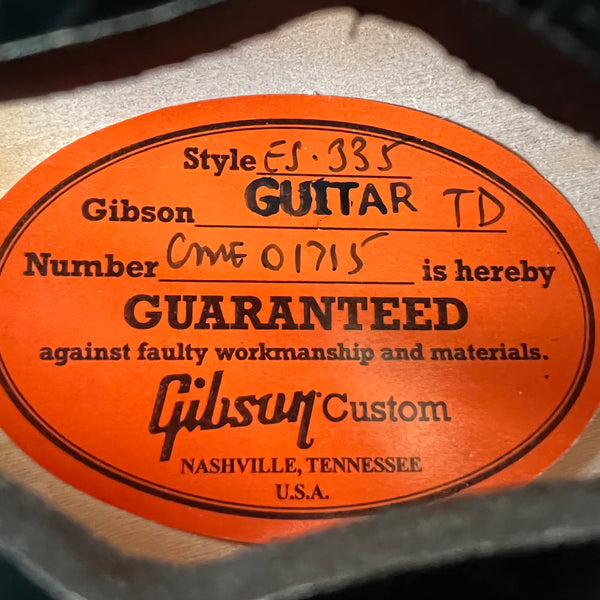 Style ES.335
Gibson GUITAR TD
Number CME 01715 is hereby
GUARANTEED
against faulty workmanship and materials.
Gibson Custom
NASHVILLE, TENNESSEE
U.S.A.